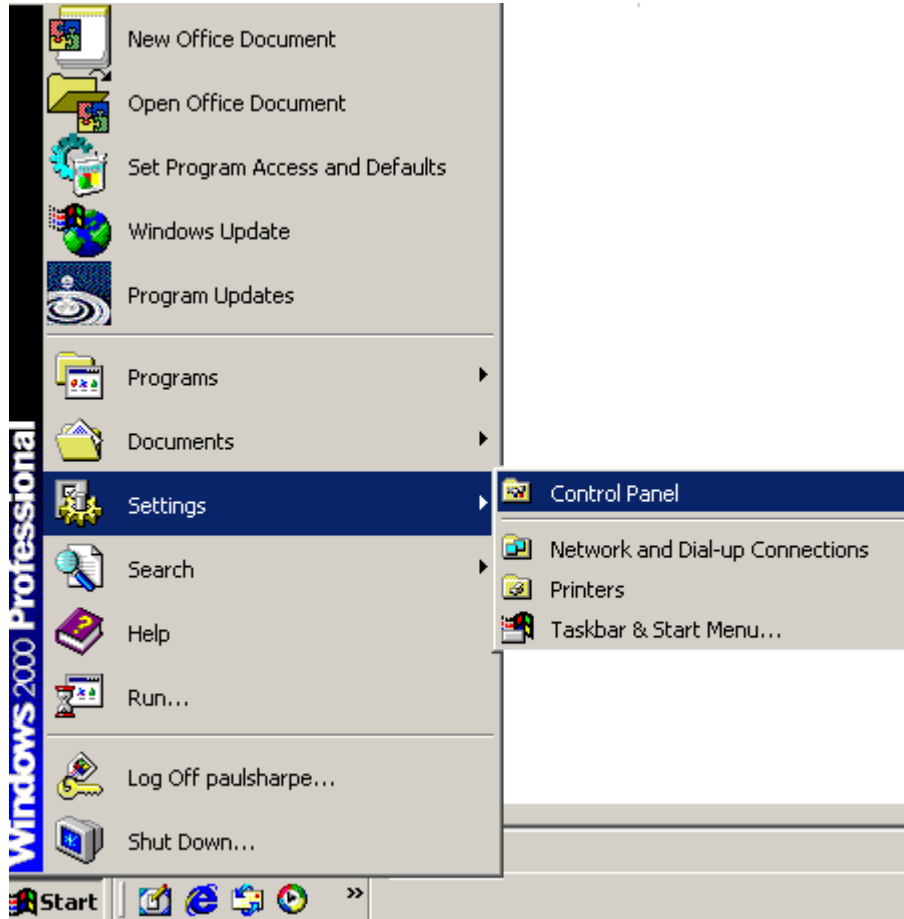 New Office Document
Open Office Document
Set Program Access and Defaults
Windows Update
Program Updates
Programs
Documents
Settings
Search
Help
Run...
Log Off paulsharpe...
Shut Down...
Control Panel
Network and Dial-up Connections
Printers
Taskbar & Start Menu...
Windows 2000 Professional
Start
»